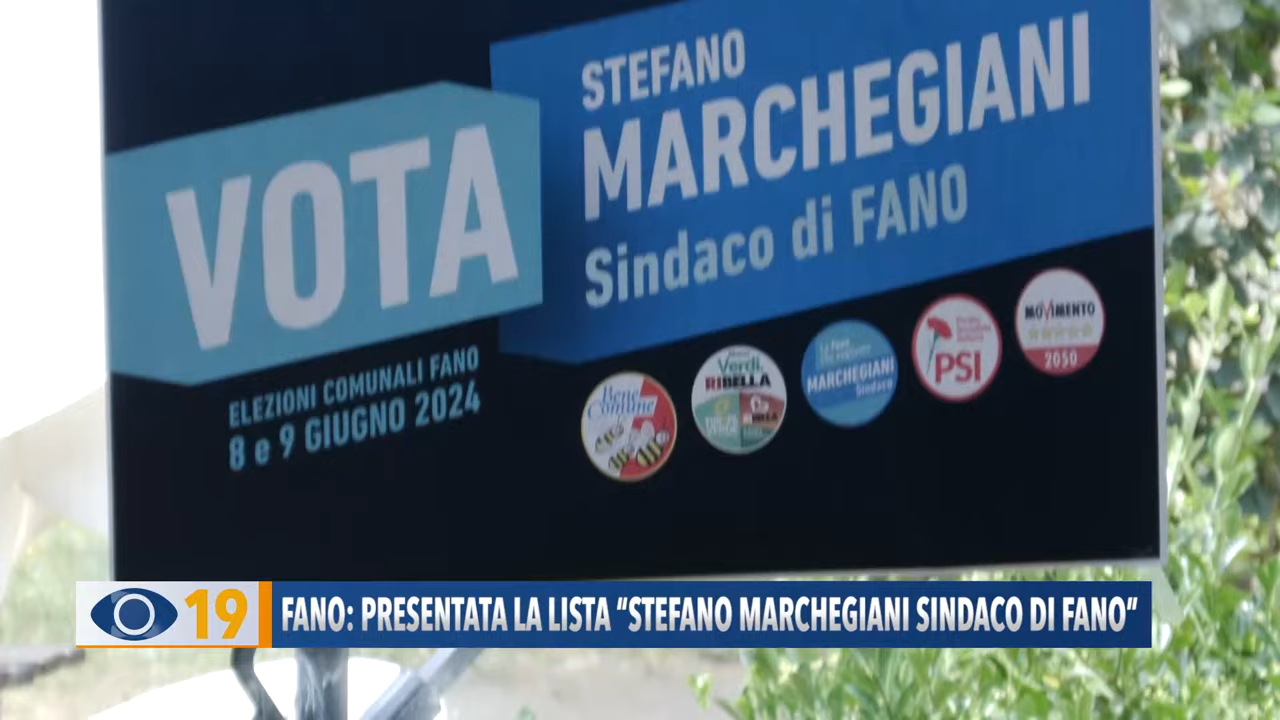 STEFANO
MARCHEGIANI
Sindaco di FANO
VOTA
ELEZIONI COMUNALI FANO
8 e 9 GIUGNO 2024
Bene
Comune
Verdi
RIBELLA
MARCHEGIANI
Sindaco
PSI
MOVIMENTO
2050
19 FANO: PRESENTATA LA LISTA “STEFANO MARCHEGIANI SINDACO DI FANO”